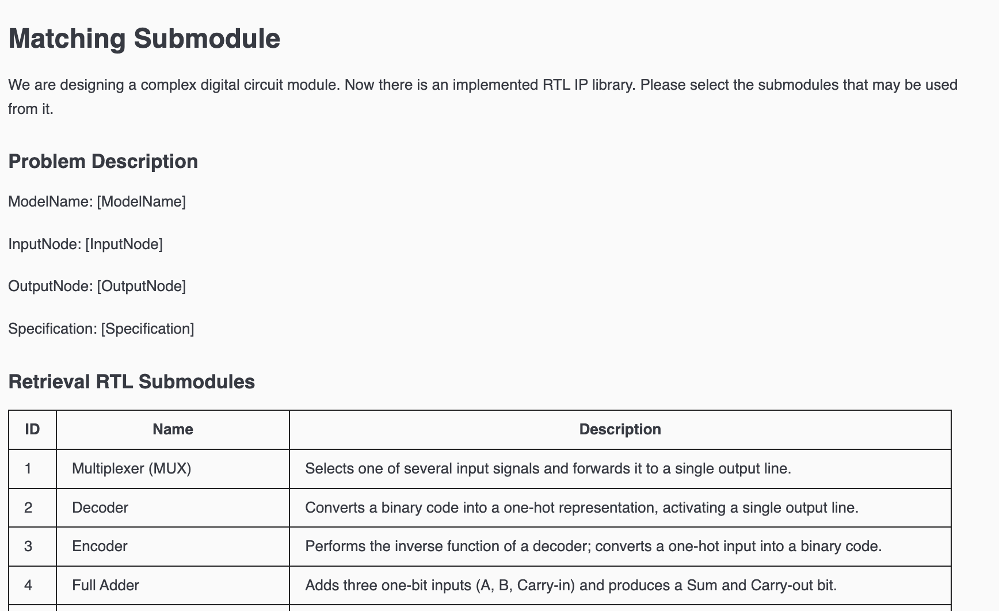 Matching Submodule
We are designing a complex digital circuit module. Now there is an implemented RTL IP library. Please select the submodules that may be used
from it.
Problem Description
ModelName: [ModelName]
InputNode: [InputNode]
OutputNode: [OutputNode]
Specification: [Specification]
Retrieval RTL Submodules
ID Name Description
1 Multiplexer (MUX) Selects one of several input signals and forwards it to a single output line.
2 Decoder Converts a binary code into a one-hot representation, activating a single output line.
3 Encoder Performs the inverse function of a decoder; converts a one-hot input into a binary code.
4 Full Adder Adds three one-bit inputs (A, B, Carry-in) and produces a Sum and Carry-out bit.